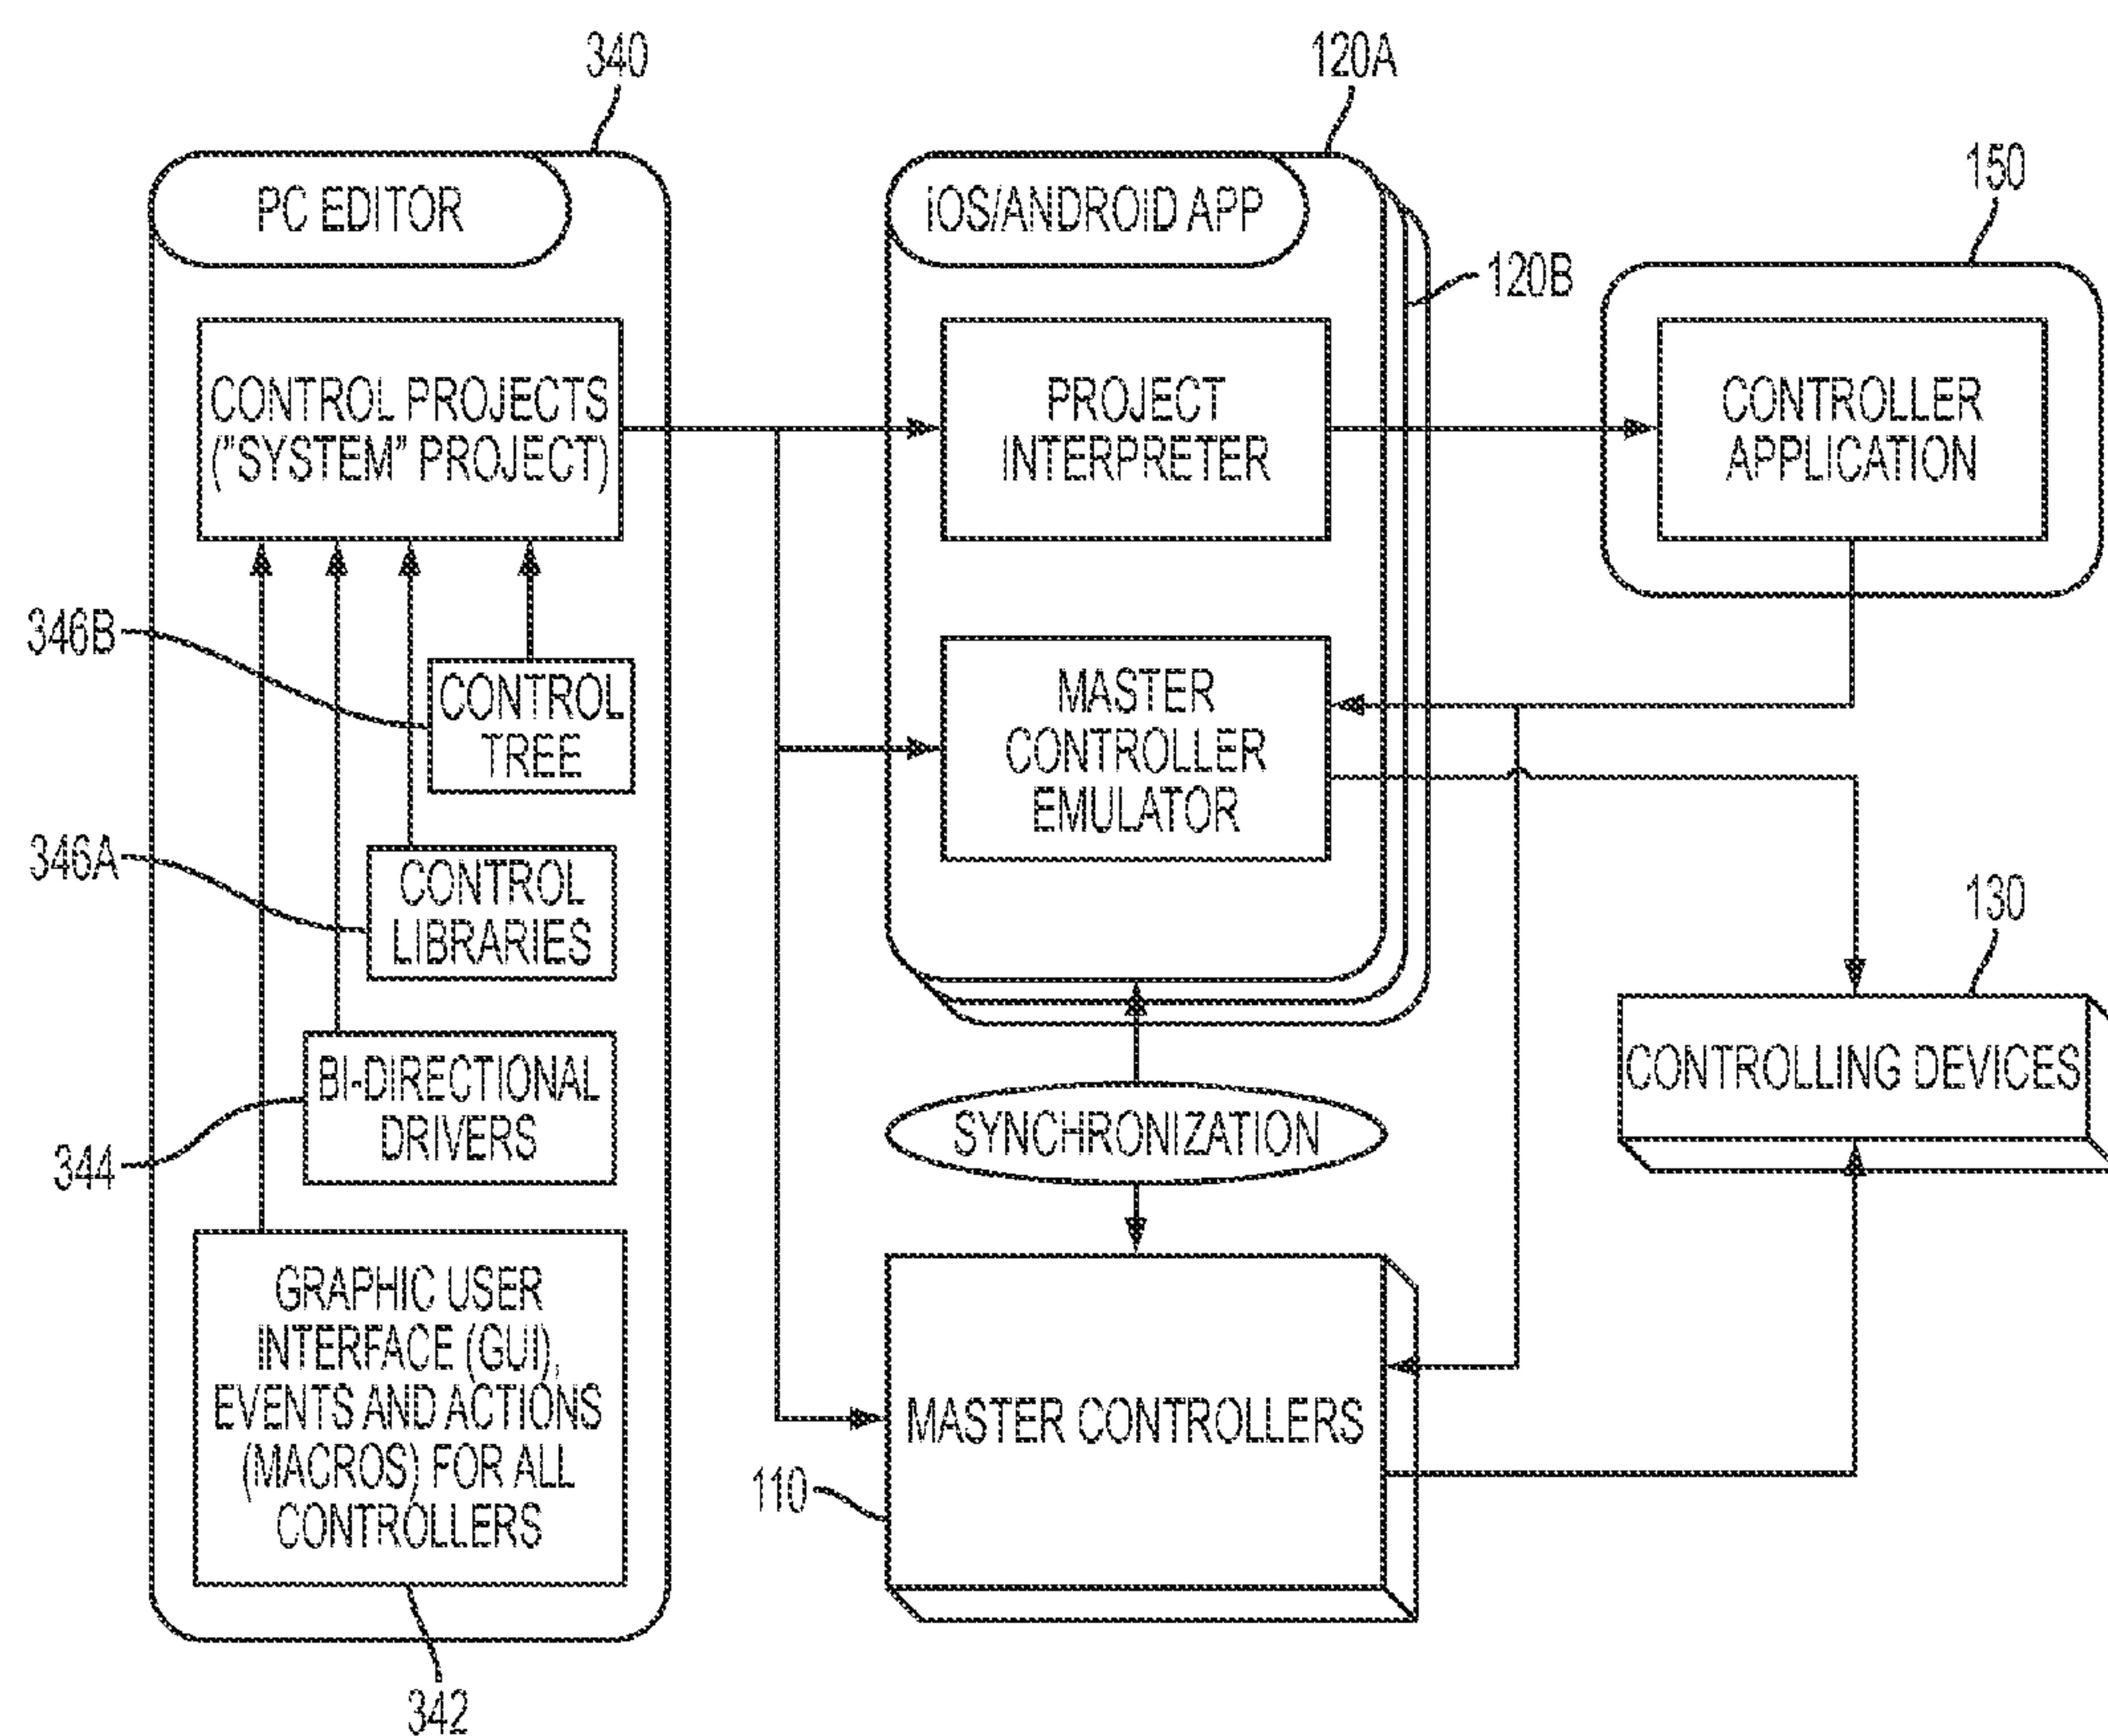 340
120A
150
PC EDITOR
iOS/ANDROID APP
120B
CONTROL PROJECTS
("SYSTEM" PROJECT)
PROJECT
INTERPRETER
CONTROLLER
APPLICATION
346B
CONTROL
TREE
MASTER
CONTROLLER
EMULATOR
346A
CONTROL
LIBRARIES
130
BI-DIRECTIONAL
DRIVERS
344
SYNCHRONIZATION
CONTROLLING DEVICES
GRAPHIC USER
INTERFACE (GUI),
EVENTS AND ACTIONS
(MACROS) FOR ALL
CONTROLLERS
MASTER CONTROLLERS
110
342